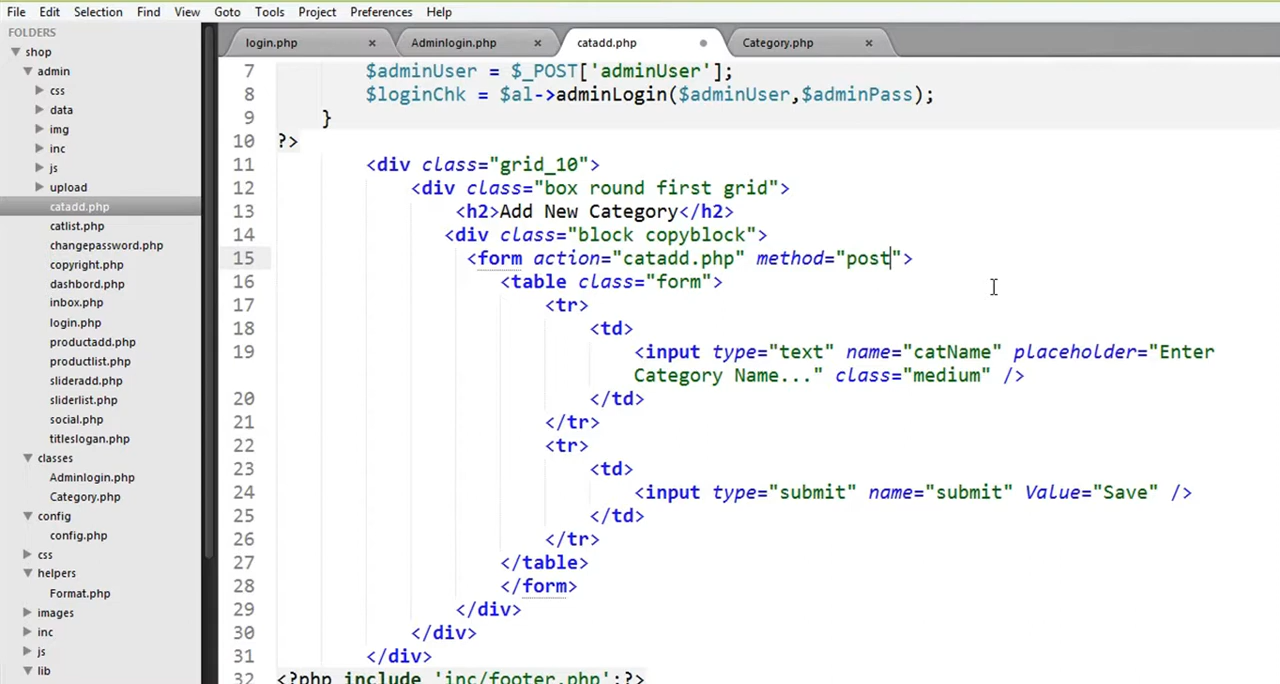 File Edit Selection Find View Goto Tools Project Preferences Help
FOLDERS
shop
admin
css
data
img
inc
js
upload
catadd.php
catlist.php
changepassword.php
copyright.php
dashbord.php
inbox.php
login.php
productadd.php
productlist.php
slideradd.php
sliderlist.php
social.php
titleslogan.php
classes
Adminlogin.php
Category.php
config
config.php
css
helpers
Format.php
images
inc
js
lib
login.php × Adminlogin.php × catadd.php Category.php ×
7 $adminUser = $_POST['adminUser'];
8 $loginChk = $al->adminLogin($adminUser,$adminPass);
9 }
10 ?>
11 <div class="grid_10">
12 <div class="box round first grid">
13 <h2>Add New Category</h2>
14 <div class="block copyblock">
15 <form action="catadd.php" method="post">
16 <table class="form">
17 <tr>
18 <td>
19 <input type="text" name="catName" placeholder="Enter
Category Name..." class="medium" />
20 </td>
21 </tr>
22 <tr>
23 <td>
24 <input type="submit" name="submit" Value="Save" />
25 </td>
26 </tr>
27 </table>
28 </form>
29 </div>
30 </div>
31 </div>
32 <?php include 'inc/footer.php';?>